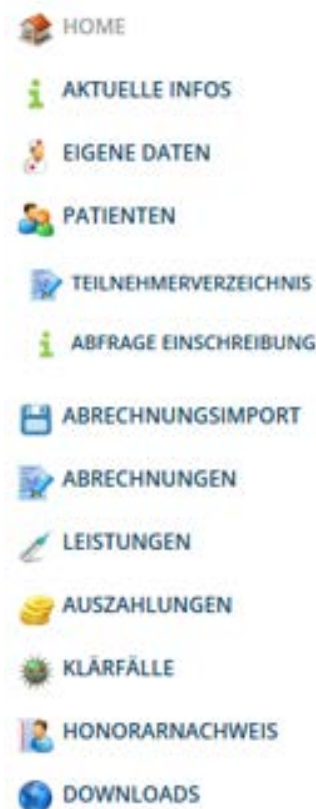 HOME
AKTUELLE INFOS
EIGENE DATEN
PATIENTEN
TEILNEHMERVERZEICHNIS
ABFRAGE EINSCHREIBUNG
ABRECHNUNGSIMPORT
ABRECHNUNGEN
LEISTUNGEN
AUSZAHLUNGEN
KLÄRFÄLLE
HONORARNACHWEIS
DOWNLOADS